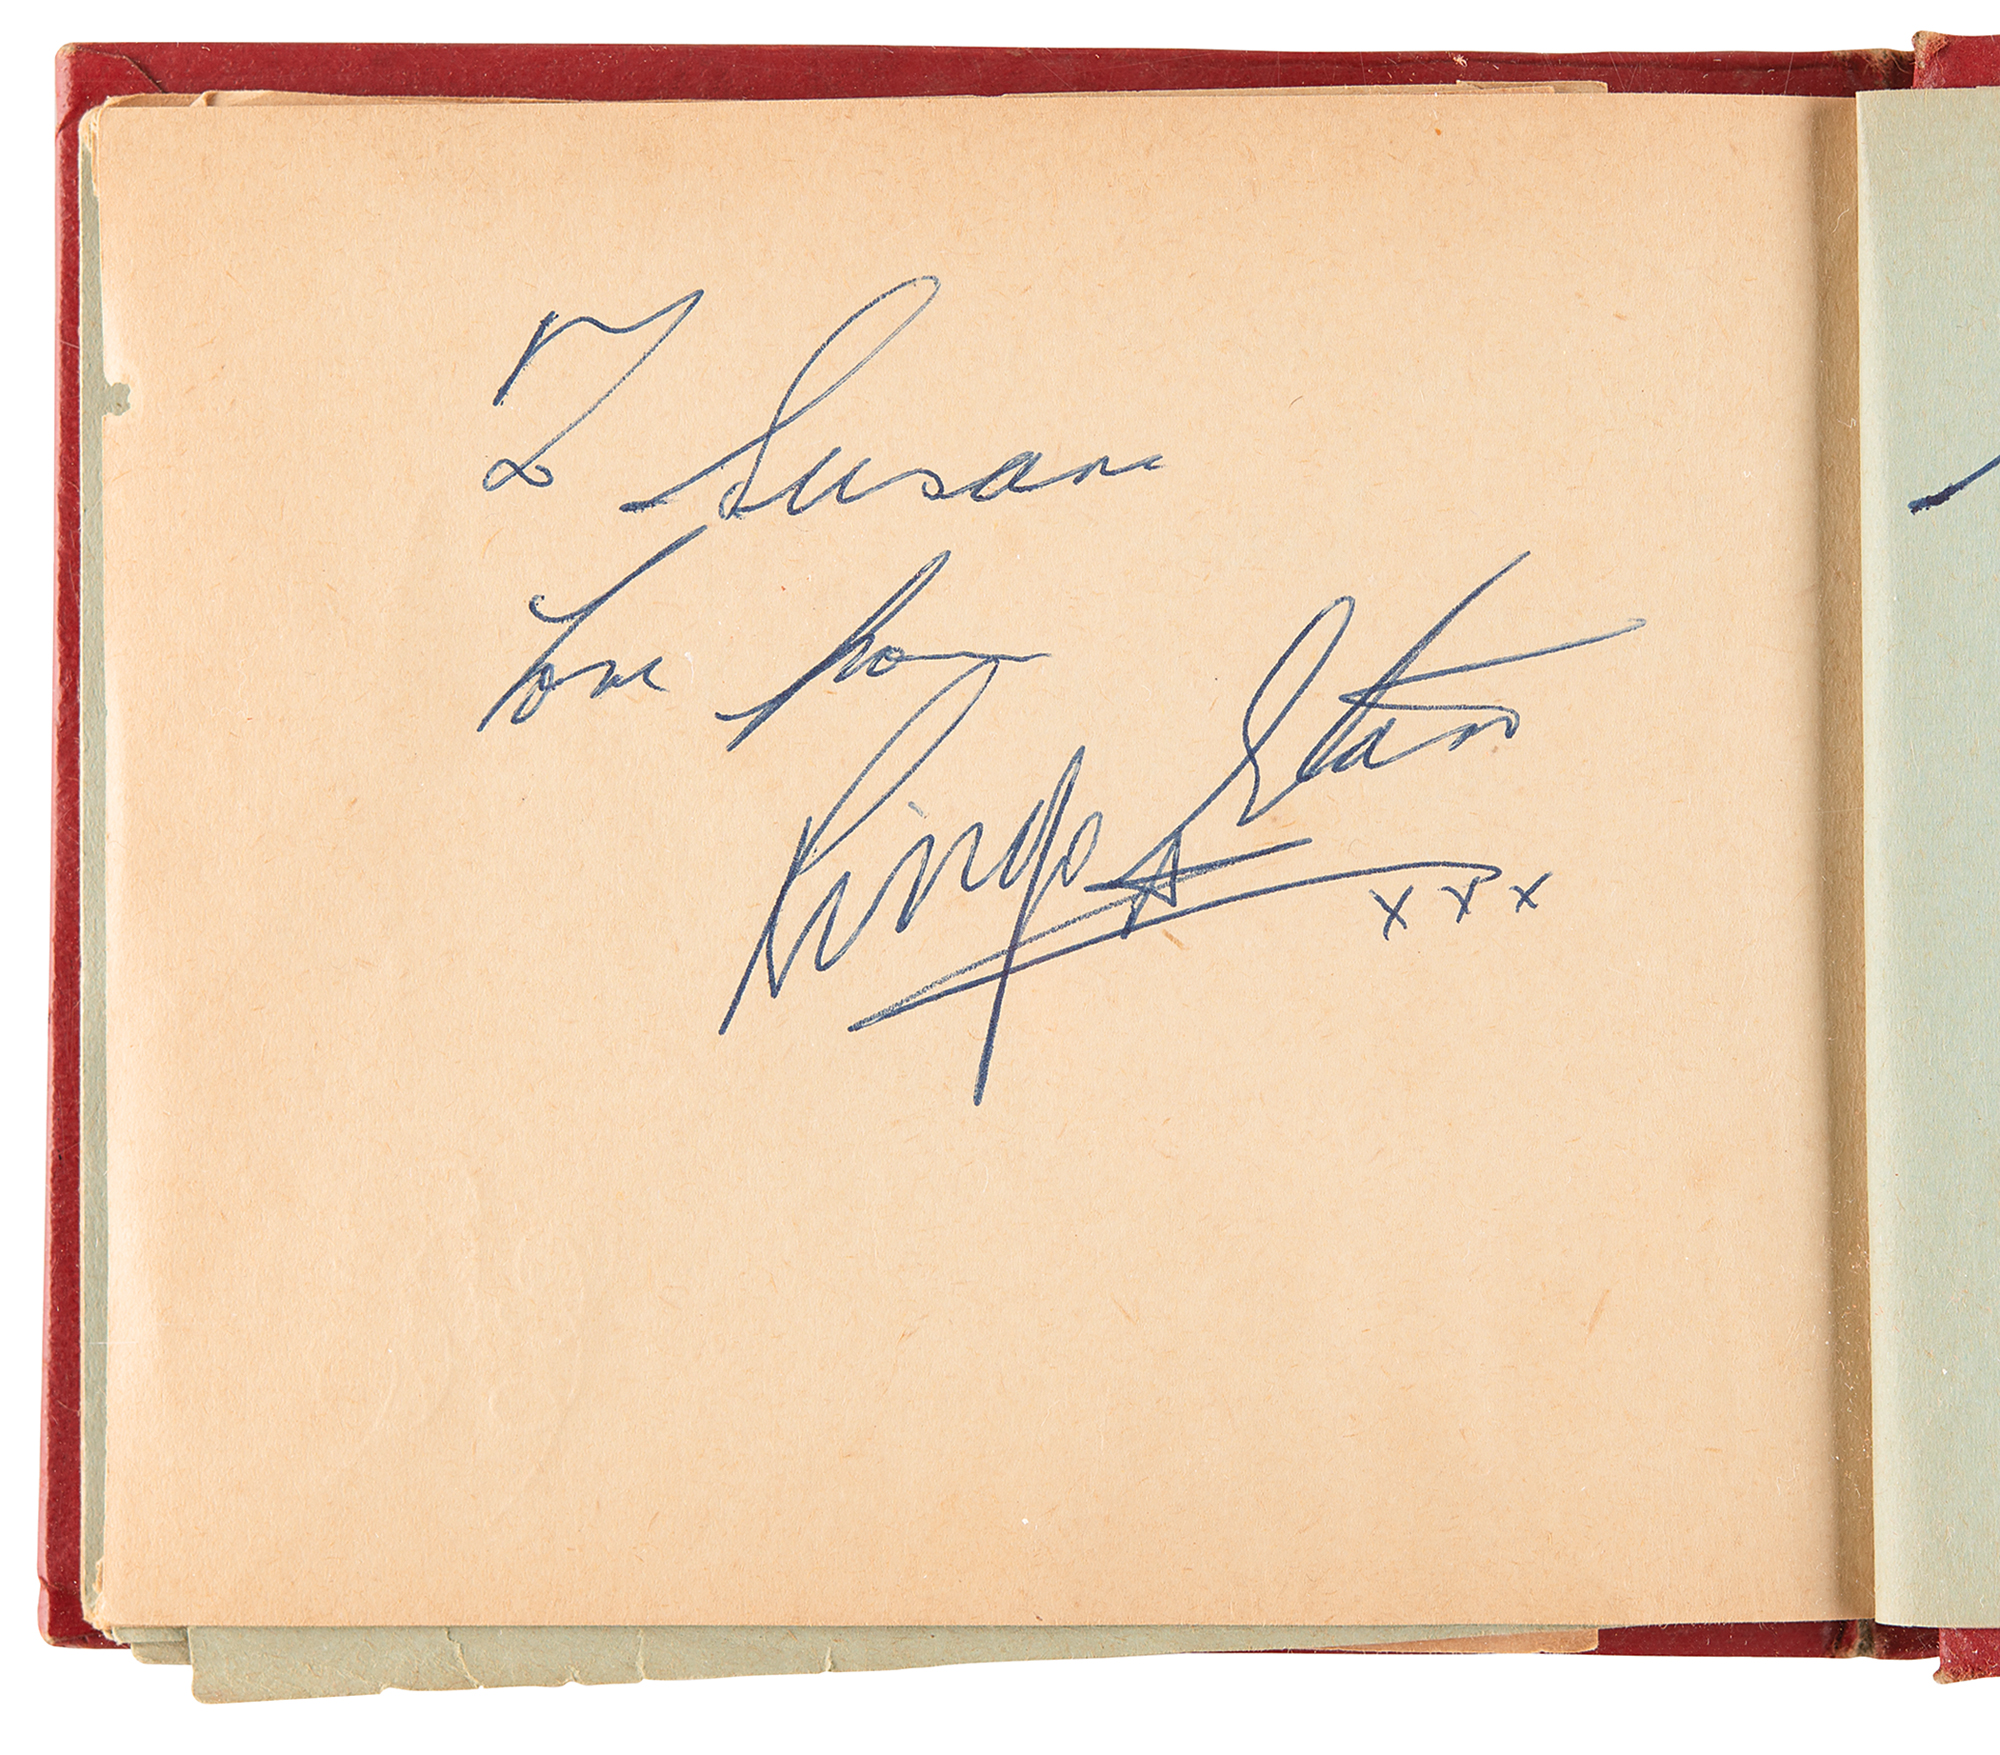 To Susan
love from
Ringo Starr
xxx